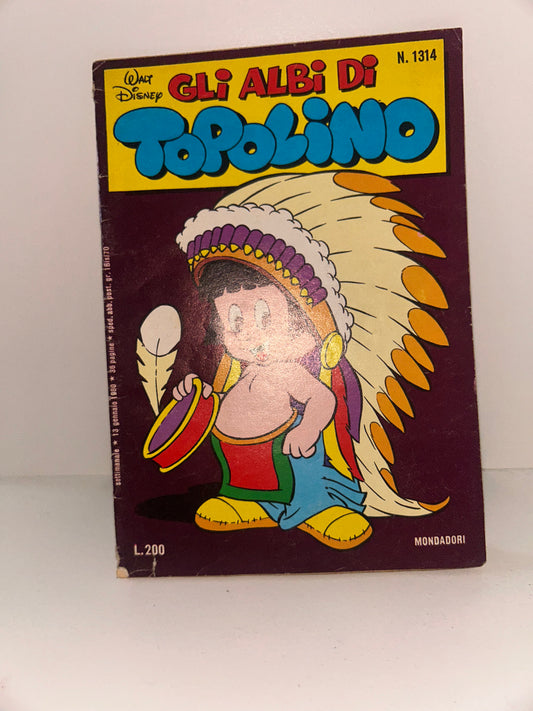 WALT
DISNEY
GLI ALBI DI
N. 1314
TOPOLINO
settimanale ★ 13 gennaio 1980 ★ 36 pagine ★ sped. abb. post. gr. 1bis/70
L.200
MONDADORI